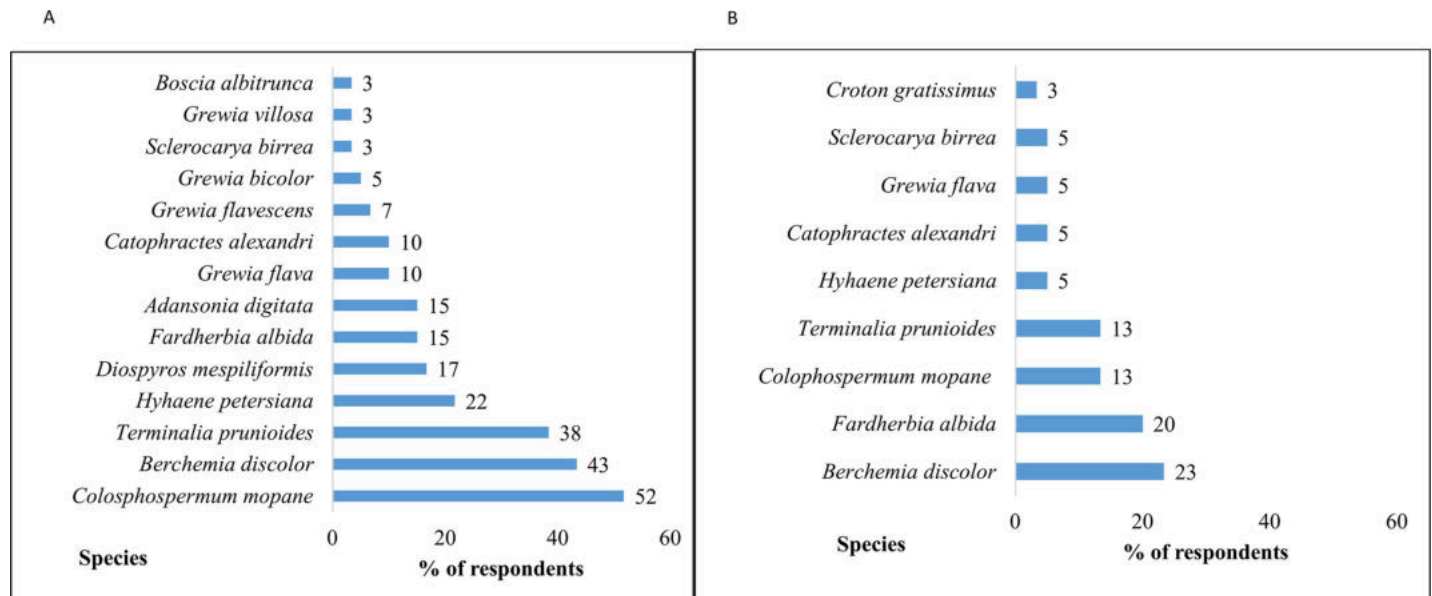 A
Boscia albitrunca 3
Grewia villosa 3
Sclerocarya birrea 3
Grewia bicolor 5
Grewia flavescens 7
Catophractes alexandri 10
Grewia flava 10
Adansonia digitata 15
Fardherbia albida 15
Diospyros mespiliformis 17
Hyhaene petersiana 22
Terminalia prunioides 38
Berchemia discolor 43
Colosphospermum mopane 52
0 20 40 60
Species
% of respondents
B
Croton gratissimus 3
Sclerocarya birrea 5
Grewia flava 5
Catophractes alexandri 5
Hyhaene petersiana 5
Terminalia prunioides 13
Colophospermum mopane 13
Fardherbia albida 20
Berchemia discolor 23
0 20 40 60
Species
% of respondents